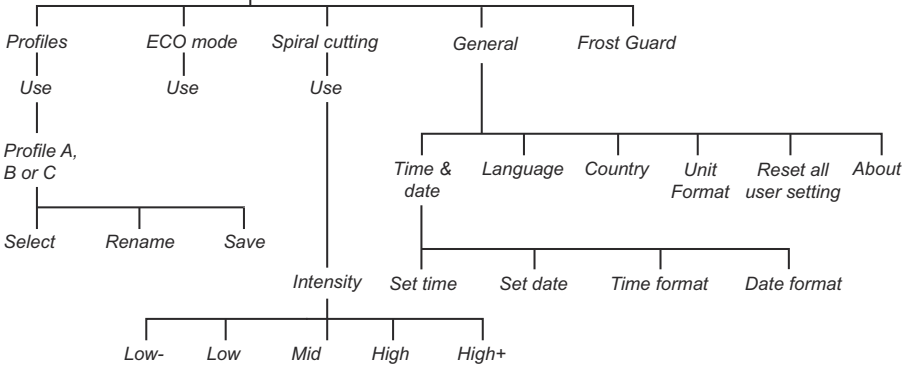 Profiles
ECO mode
Spiral cutting
General
Frost Guard
Use
Use
Use
Profile A,
B or C
Time &
date
Language
Country
Unit
Format
Reset all
user setting
About
Select
Rename
Save
Intensity
Set time
Set date
Time format
Date format
Low-
Low
Mid
High
High+